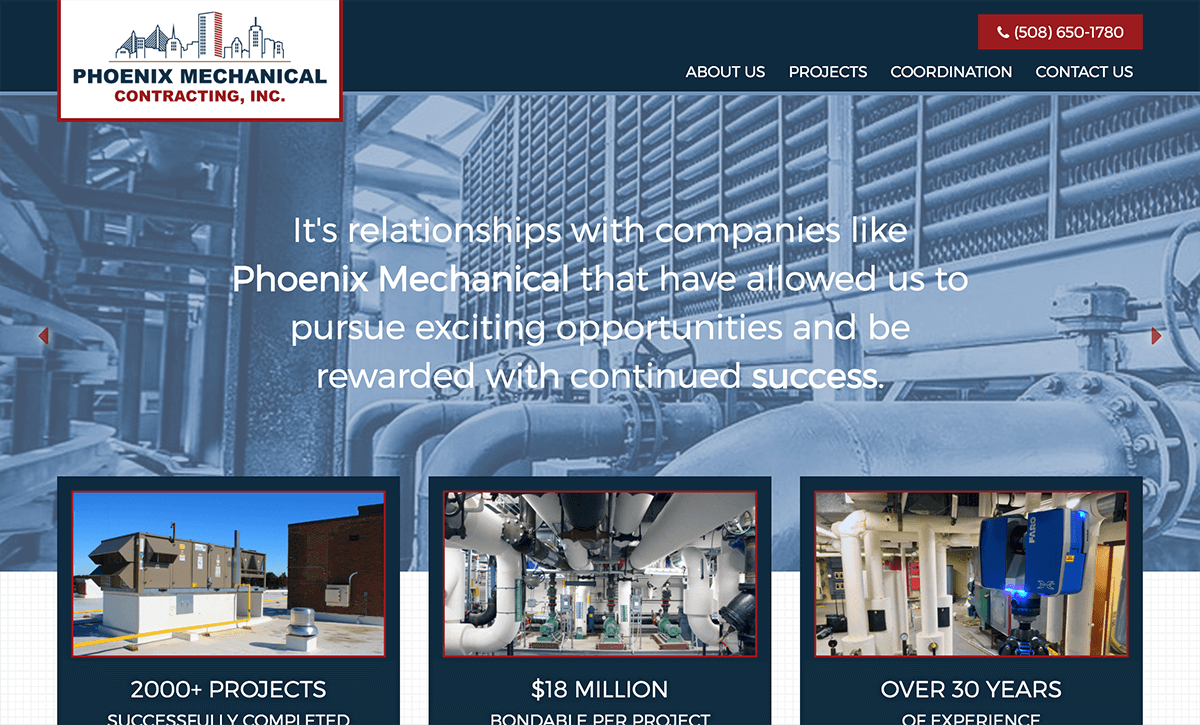 PHOENIX MECHANICAL
CONTRACTING, INC.
(508) 650-1780
ABOUT US PROJECTS COORDINATION CONTACT US
It's relationships with companies like
Phoenix Mechanical that have allowed us to
pursue exciting opportunities and be
rewarded with continued success.
FARO
2000+ PROJECTS
SUCCESSFULLY COMPLETED
$18 MILLION
BONDABLE PER PROJECT
OVER 30 YEARS
OF EXPERIENCE